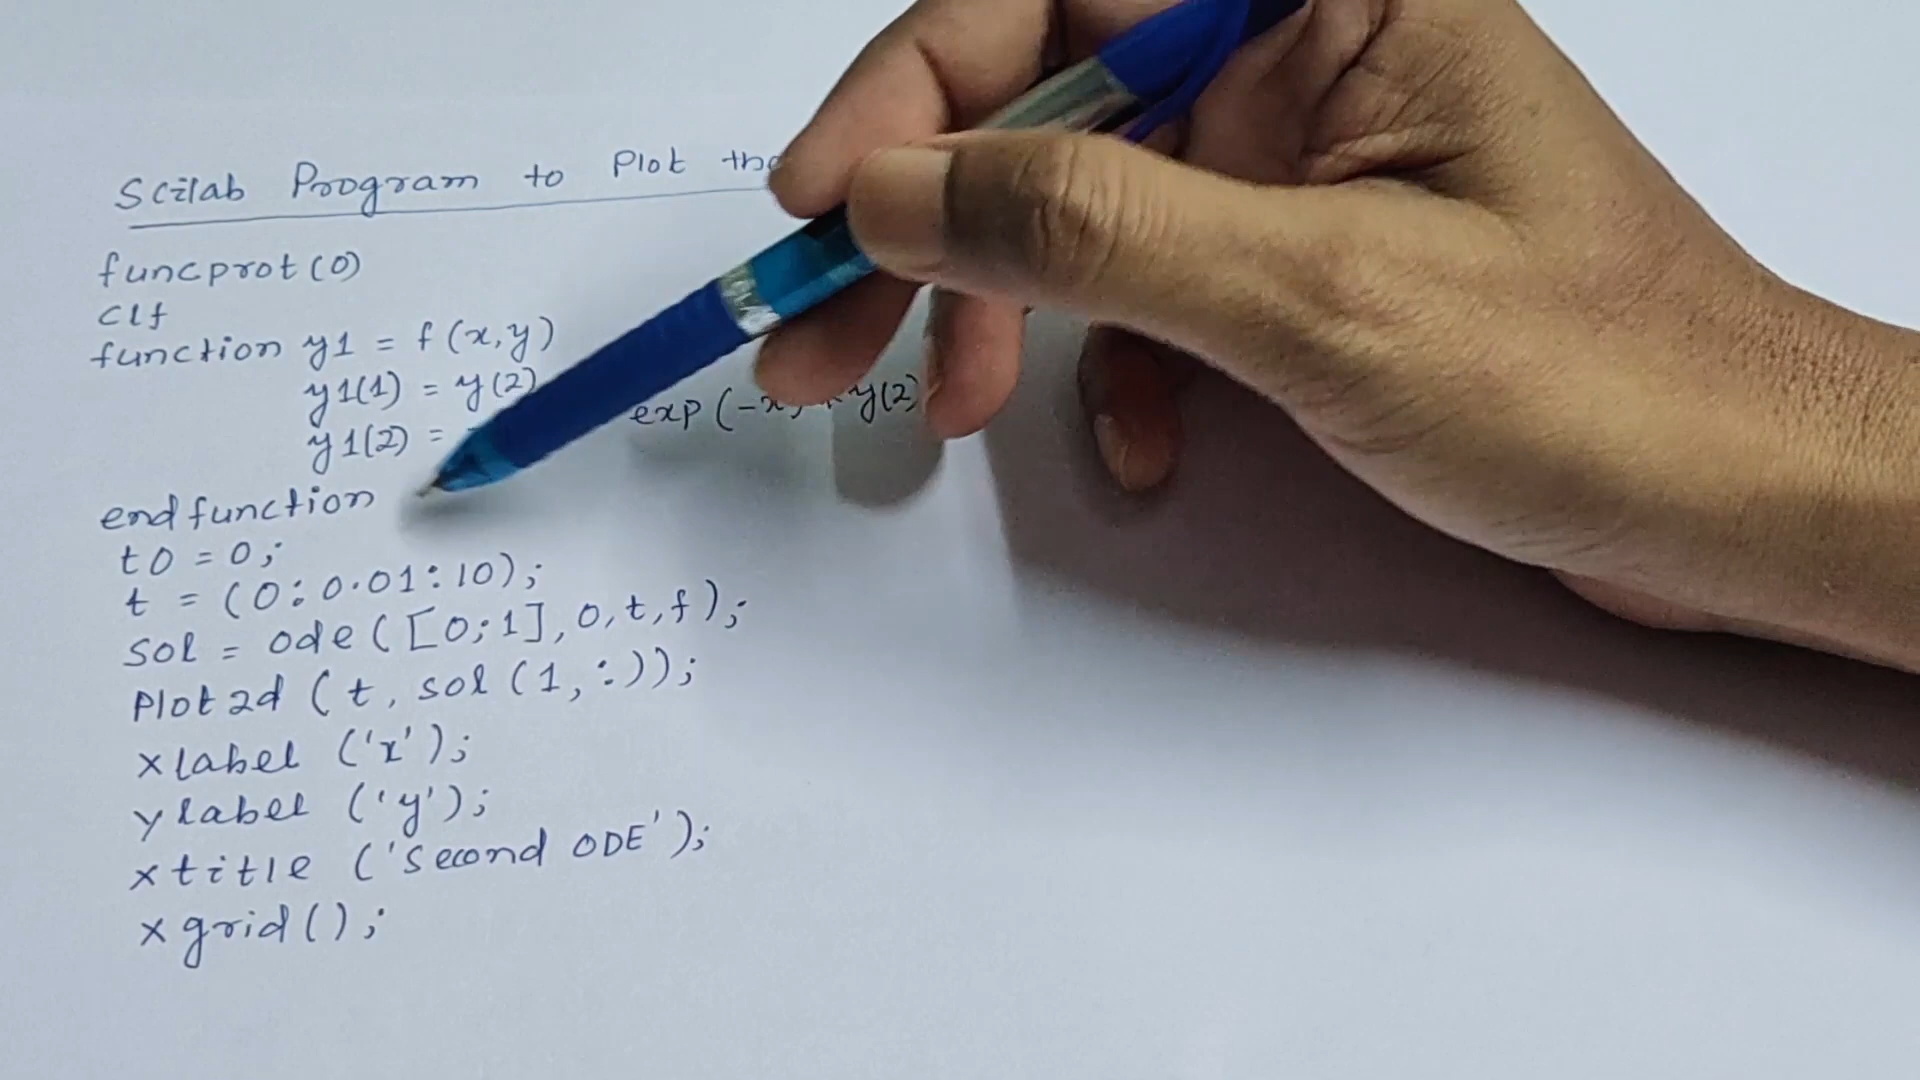 Scilab Program to Plot the
funcprot(0)
clf
function y1 = f(x,y)
y1(1) = y(2)
y1(2) = exp(-x) * y(2)
endfunction
t0 = 0;
t = (0:0.01:10);
sol = ode([0;1],0,t,f);
Plot2d (t, sol(1,:));
xlabel ('x');
ylabel ('y');
xtitle ('Second ODE');
xgrid();